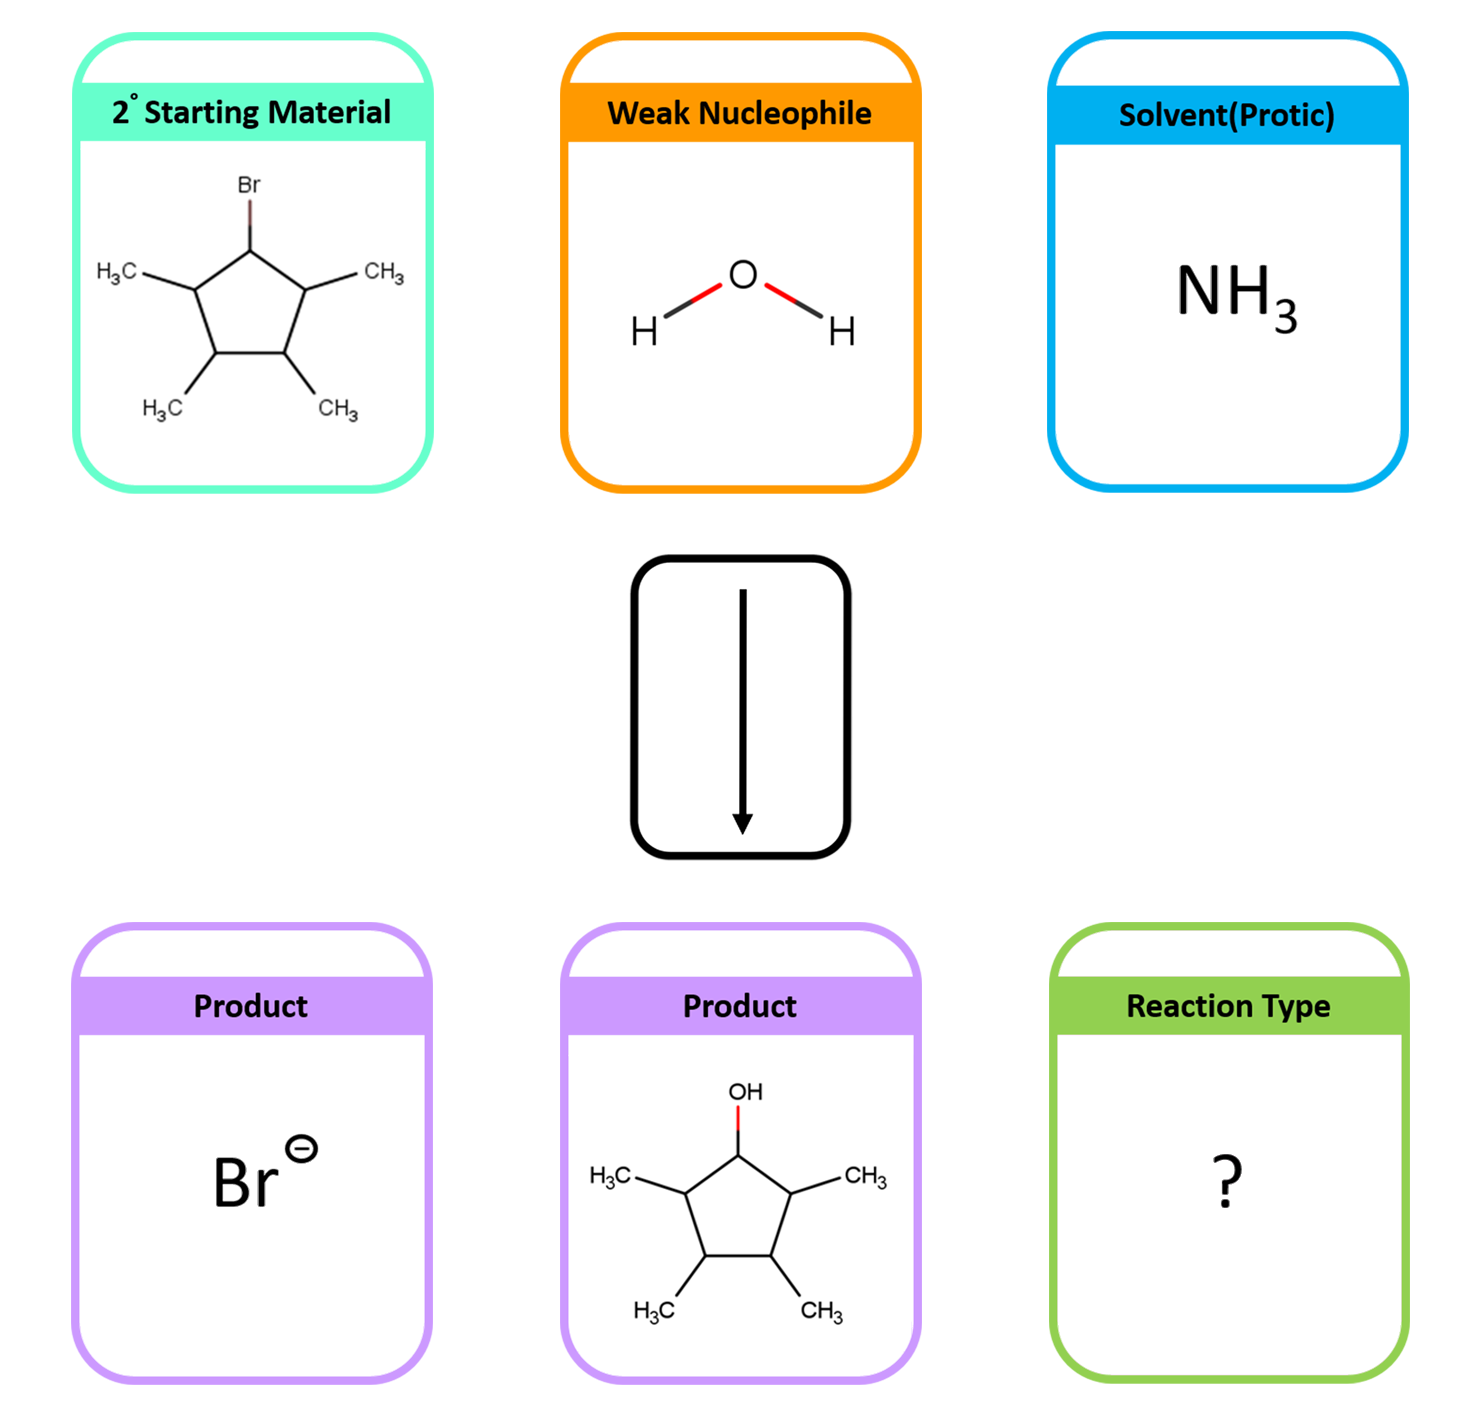 2° Starting Material
Br
H₃C
CH₃
H₃C
CH₃
Weak Nucleophile
O
H
H
Solvent(Protic)
NH₃
Product
Br⊖
Product
OH
H₃C
CH₃
H₃C
CH₃
Reaction Type
?